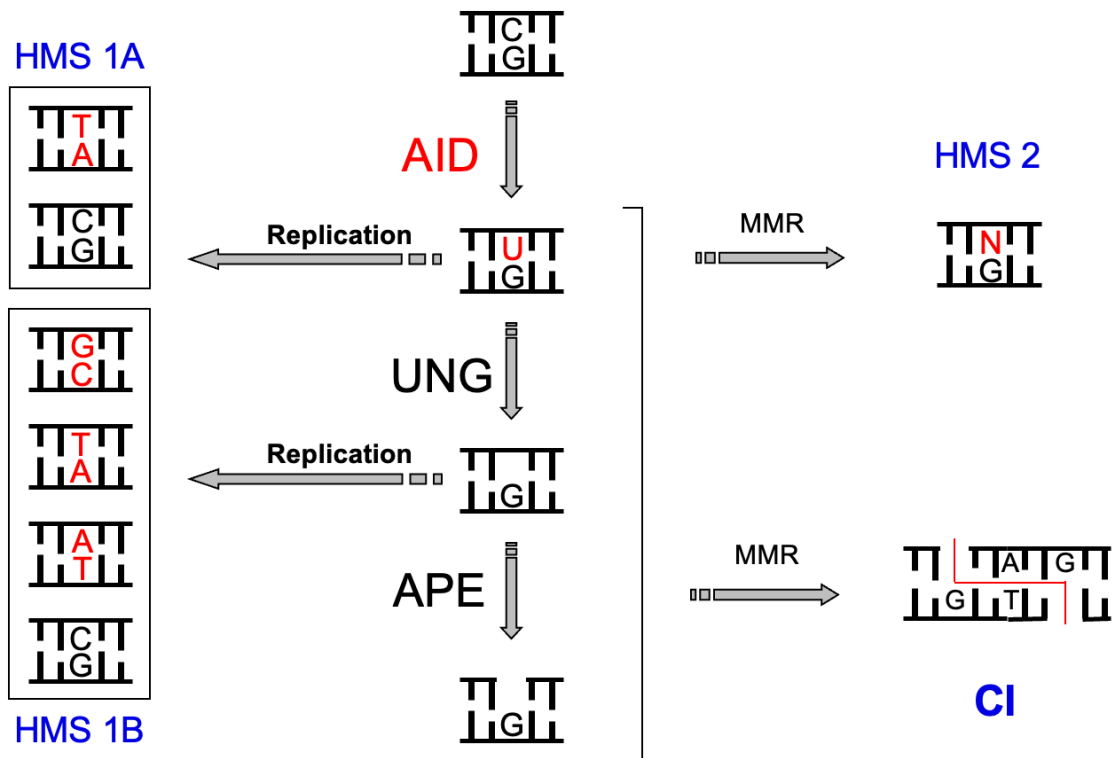 HMS 1A
T
A
C
G
G
C
T
A
A
T
C
G
HMS 1B
C
G
AID
Replication
U
G
UNG
Replication
G
APE
G
HMS 2
MMR
N
G
MMR
A G
G T
CI